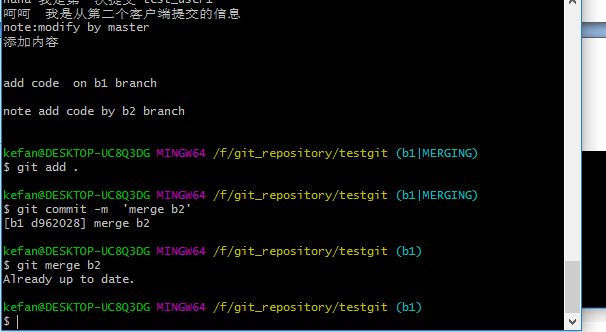 呵呵 我是从第二个客户端提交的信息
note:modify by master
添加内容
add code on b1 branch
note add code by b2 branch
kefan@DESKTOP-UC8Q3DG MINGW64 /f/git_repository/testgit (b1|MERGING)
$ git add .
kefan@DESKTOP-UC8Q3DG MINGW64 /f/git_repository/testgit (b1|MERGING)
$ git commit -m 'merge b2'
[b1 d962028] merge b2
kefan@DESKTOP-UC8Q3DG MINGW64 /f/git_repository/testgit (b1)
$ git merge b2
Already up to date.
kefan@DESKTOP-UC8Q3DG MINGW64 /f/git_repository/testgit (b1)
$